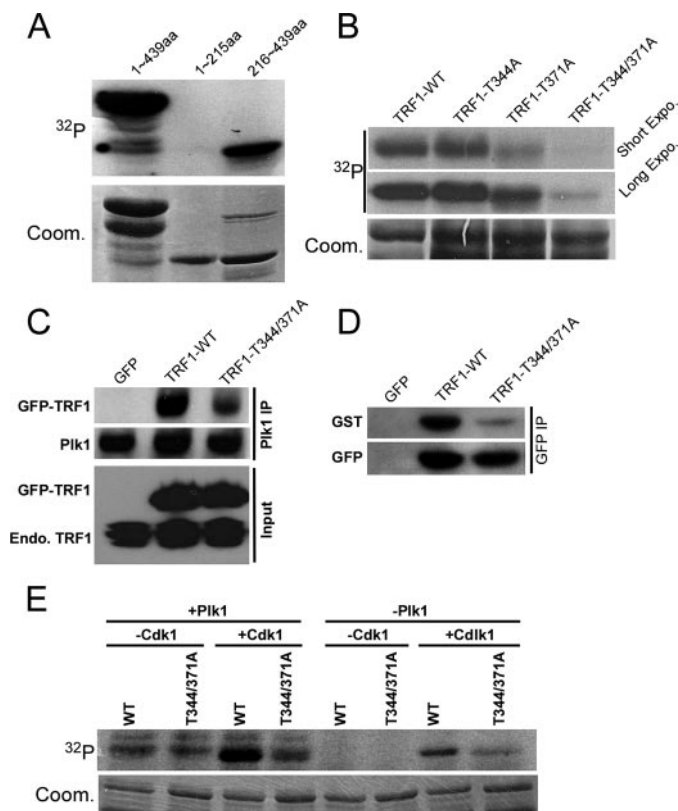 A
1~439aa
1~215aa
216~439aa
32P
Coom.
B
TRF1-WT
TRF1-T344A
TRF1-T371A
TRF1-T344/371A
32P
Short Expo.
Long Expo.
Coom.
C
GFP
TRF1-WT
TRF1-T344/371A
GFP-TRF1
Plk1
Plk1 IP
GFP-TRF1
Endo. TRF1
Input
D
GFP
TRF1-WT
TRF1-T344/371A
GST
GFP
GFP IP
E
+Plk1 -Plk1
-Cdk1 +Cdk1 -Cdk1 +Cdlk1
WT T344/371A WT T344/371A WT T344/371A WT T344/371A
32P
Coom.